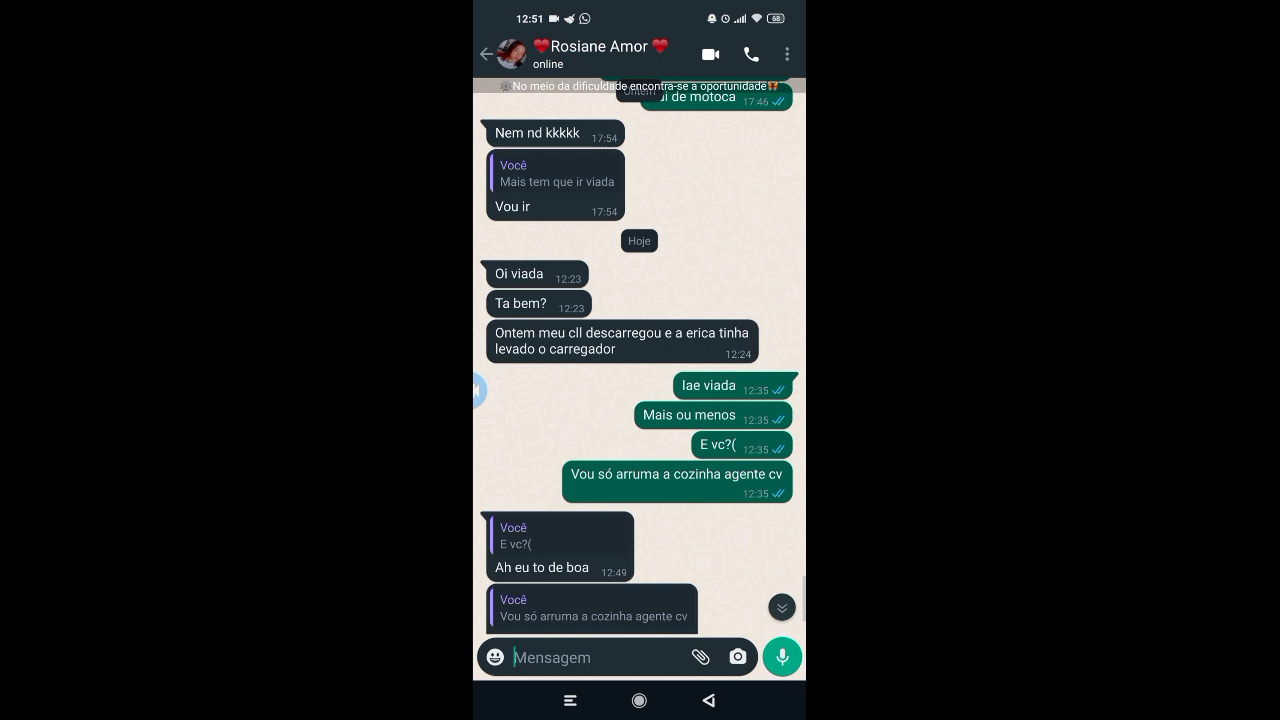 12:51
68
Rosiane Amor
online
No meio da dificuldade encontra-se a oportunidade
Ontem
de motoca 17:46
Nem nd kkkkk 17:54
Você
Mais tem que ir viada
Vou ir 17:54
Hoje
Oi viada 12:23
Ta bem? 12:23
Ontem meu cll descarregou e a erica tinha
levado o carregador 12:24
Iae viada 12:35
Mais ou menos 12:35
E vc?( 12:35
Vou só arruma a cozinha agente cv
12:35
Você
E vc?(
Ah eu to de boa 12:49
Você
Vou só arruma a cozinha agente cv
Mensagem